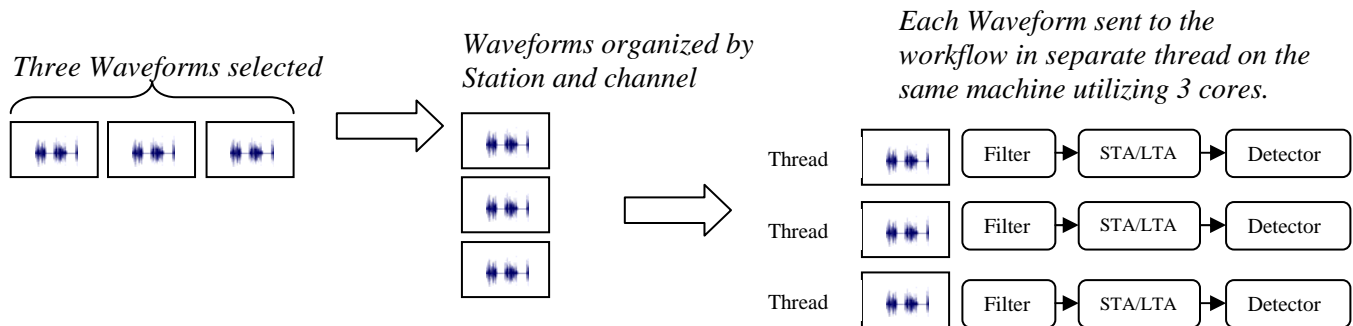 Three Waveforms selected
Waveforms organized by
Station and channel
Each Waveform sent to the
workflow in separate thread on the
same machine utilizing 3 cores.
Thread
Filter
STA/LTA
Detector
Thread
Filter
STA/LTA
Detector
Thread
Filter
STA/LTA
Detector